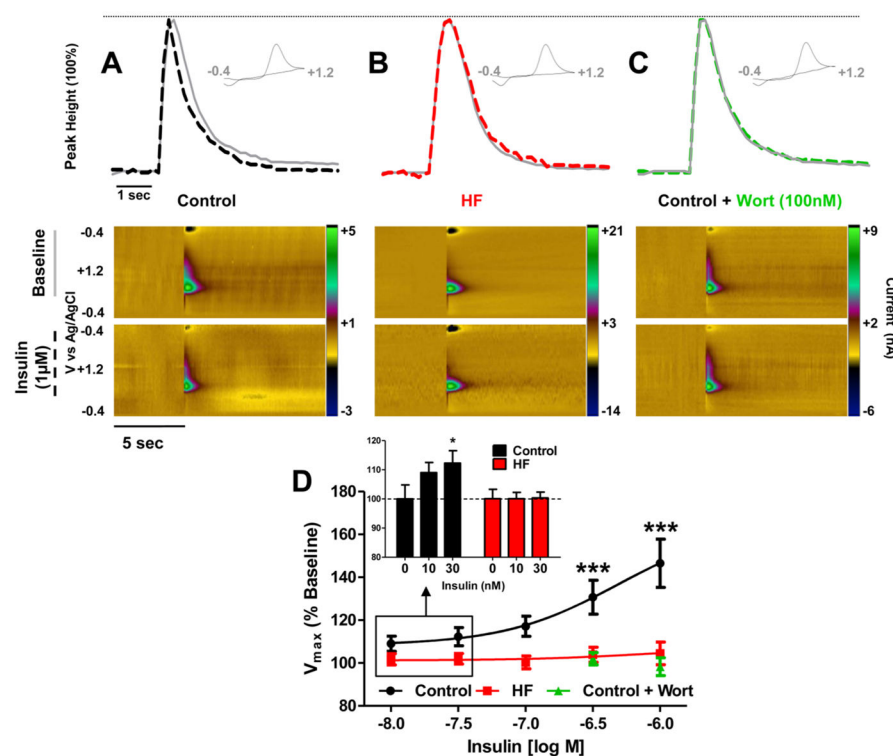 A
B
C
Peak Height (100%)
-0.4
+1.2
-0.4
+1.2
-0.4
+1.2
1 sec
Control
HF
Control + Wort (100nM)
Baseline
Insulin
(1µM)
V vs Ag/AgCl
-0.4
+1.2
-0.4
-0.4
+1.2
-0.4
+5
+1
-3
+21
+3
-14
+9
+2
-6
Current (nA)
5 sec
D
120
110
100
90
80
*
Control
HF
0
10
30
0
10
30
Insulin (nM)
Vmax (% Baseline)
180
160
140
120
100
80
***
***
Control
HF
Control + Wort
-8.0
-7.5
-7.0
-6.5
-6.0
Insulin [log M]